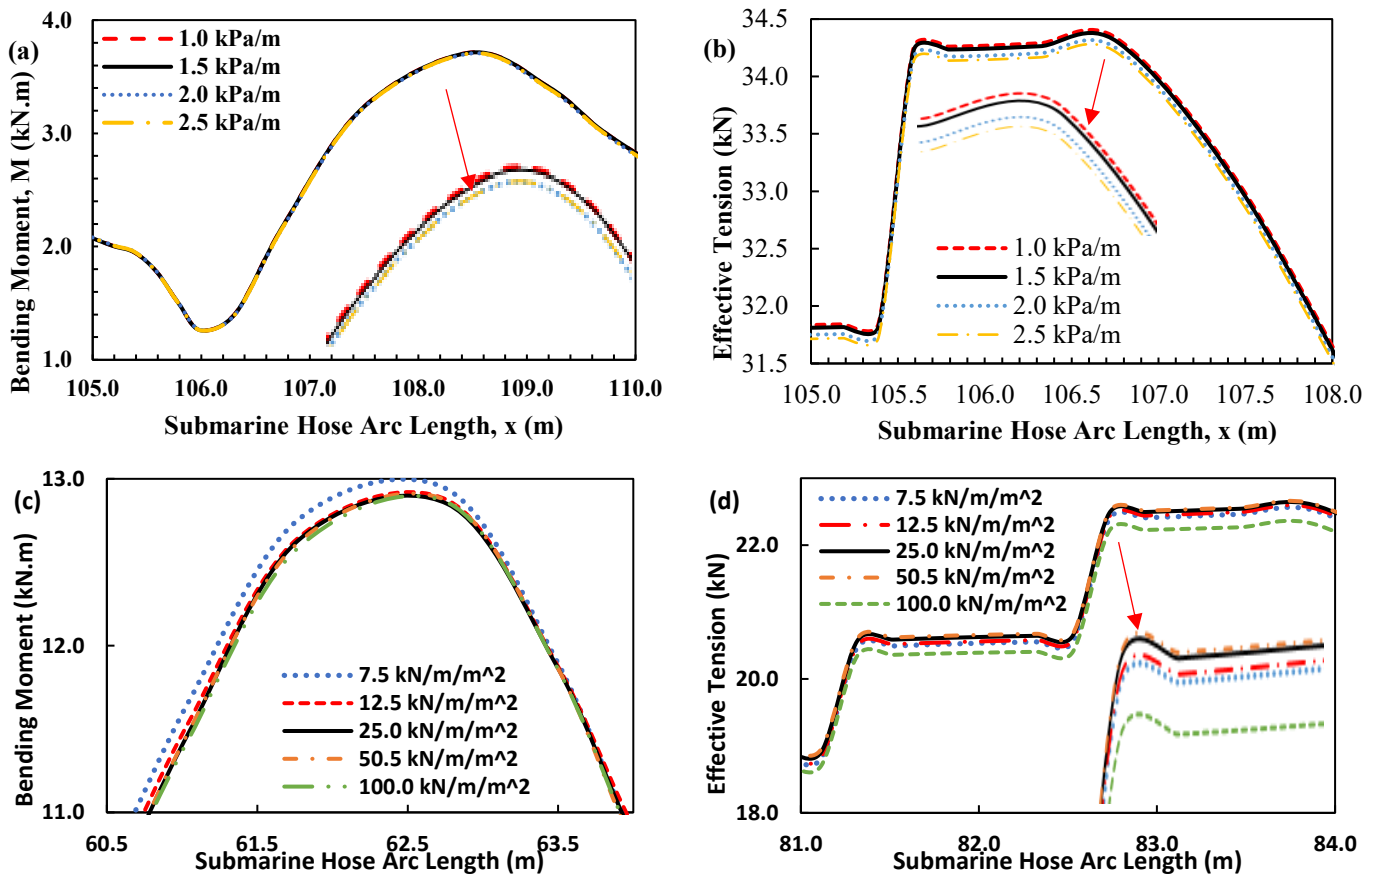 (a)
Bending Moment, M (kN.m)
4.0
3.0
2.0
1.0
1.0 kPa/m
1.5 kPa/m
2.0 kPa/m
2.5 kPa/m
105.0 106.0 107.0 108.0 109.0 110.0
Submarine Hose Arc Length, x (m)
(b)
Effective Tension (kN)
34.5
34.0
33.5
33.0
32.5
32.0
31.5
1.0 kPa/m
1.5 kPa/m
2.0 kPa/m
2.5 kPa/m
105.0 105.6 106.0 106.5 107.0 107.5 108.0
Submarine Hose Arc Length, x (m)
(c)
Bending Moment (kN.m)
13.0
12.0
11.0
7.5 kN/m/m^2
12.5 kN/m/m^2
25.0 kN/m/m^2
50.5 kN/m/m^2
100.0 kN/m/m^2
60.5 61.5 62.5 63.5
Submarine Hose Arc Length (m)
(d)
Effective Tension (kN)
22.0
20.0
18.0
7.5 kN/m/m^2
12.5 kN/m/m^2
25.0 kN/m/m^2
50.5 kN/m/m^2
100.0 kN/m/m^2
81.0 82.0 83.0 84.0
Submarine Hose Arc Length (m)